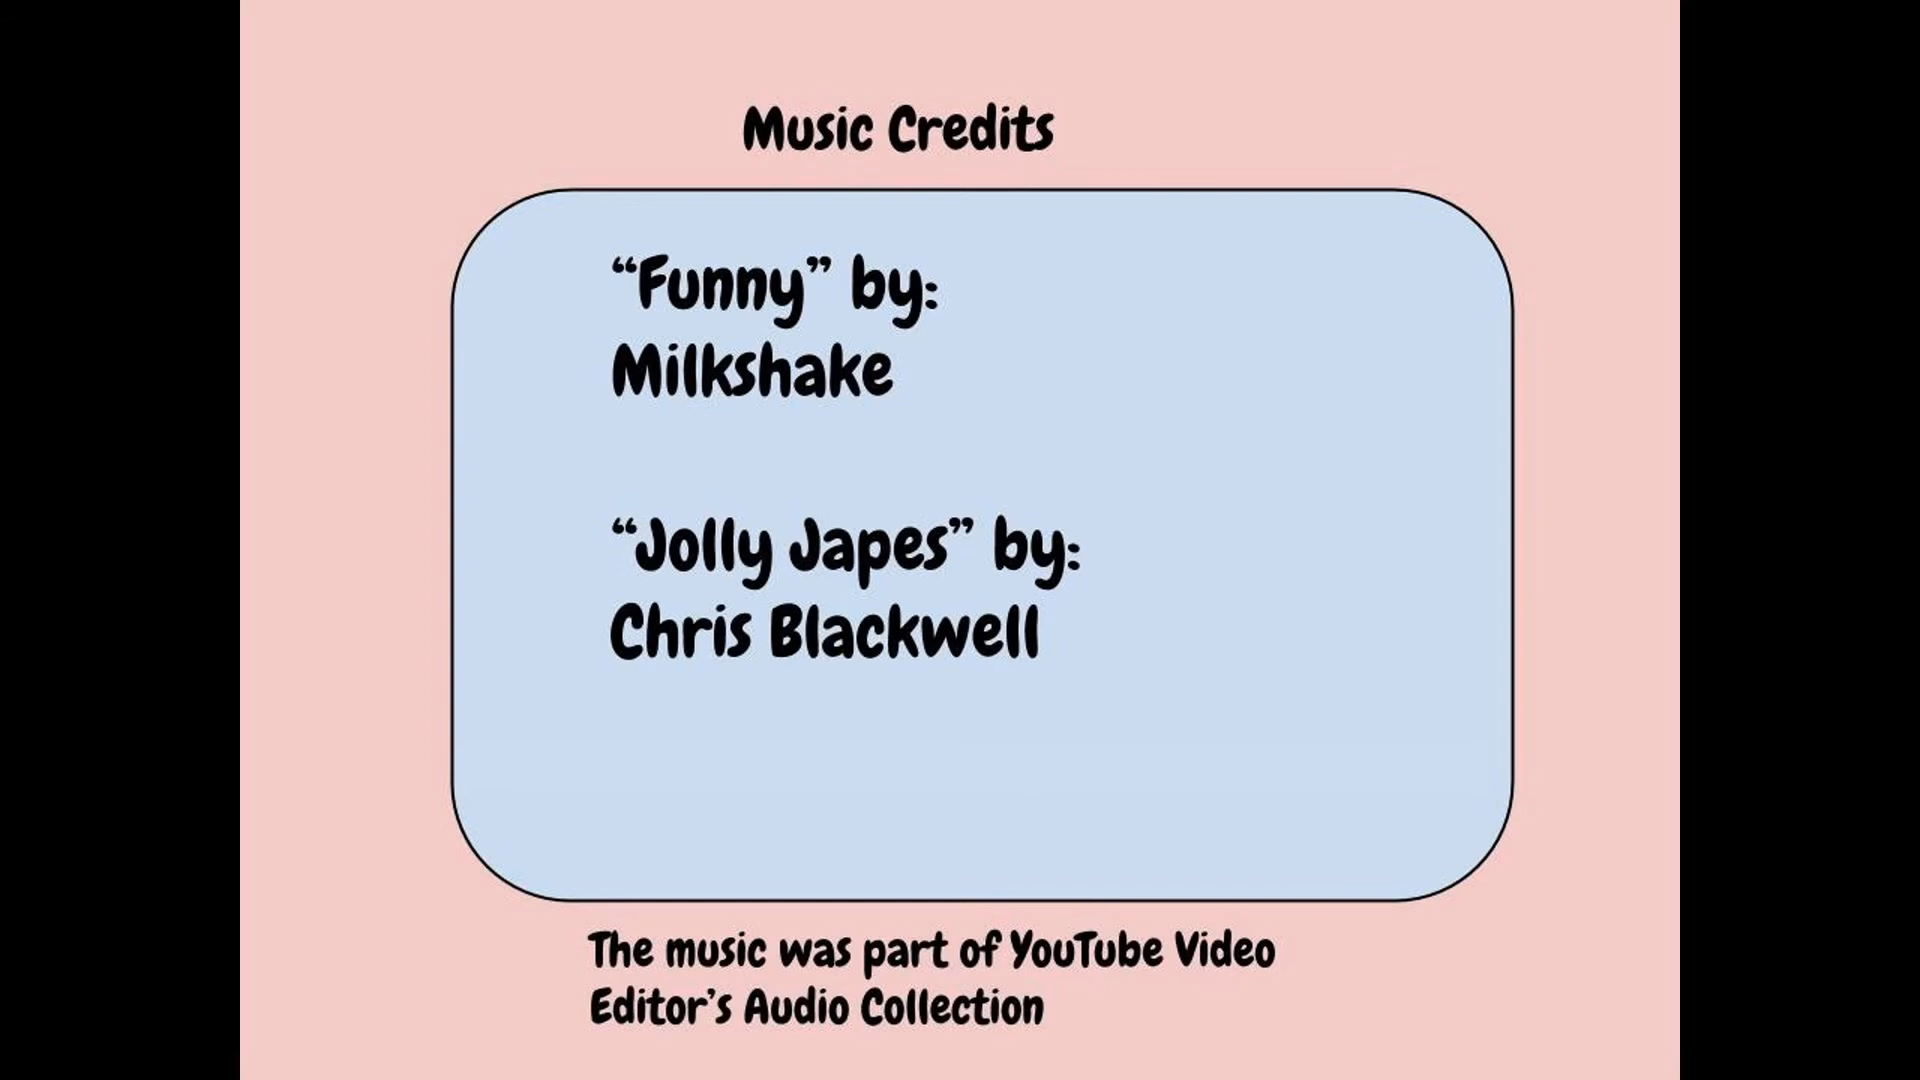 Music Credits
“Funny” by:
Milkshake
“Jolly Japes” by:
Chris Blackwell
The music was part of YouTube Video
Editor’s Audio Collection